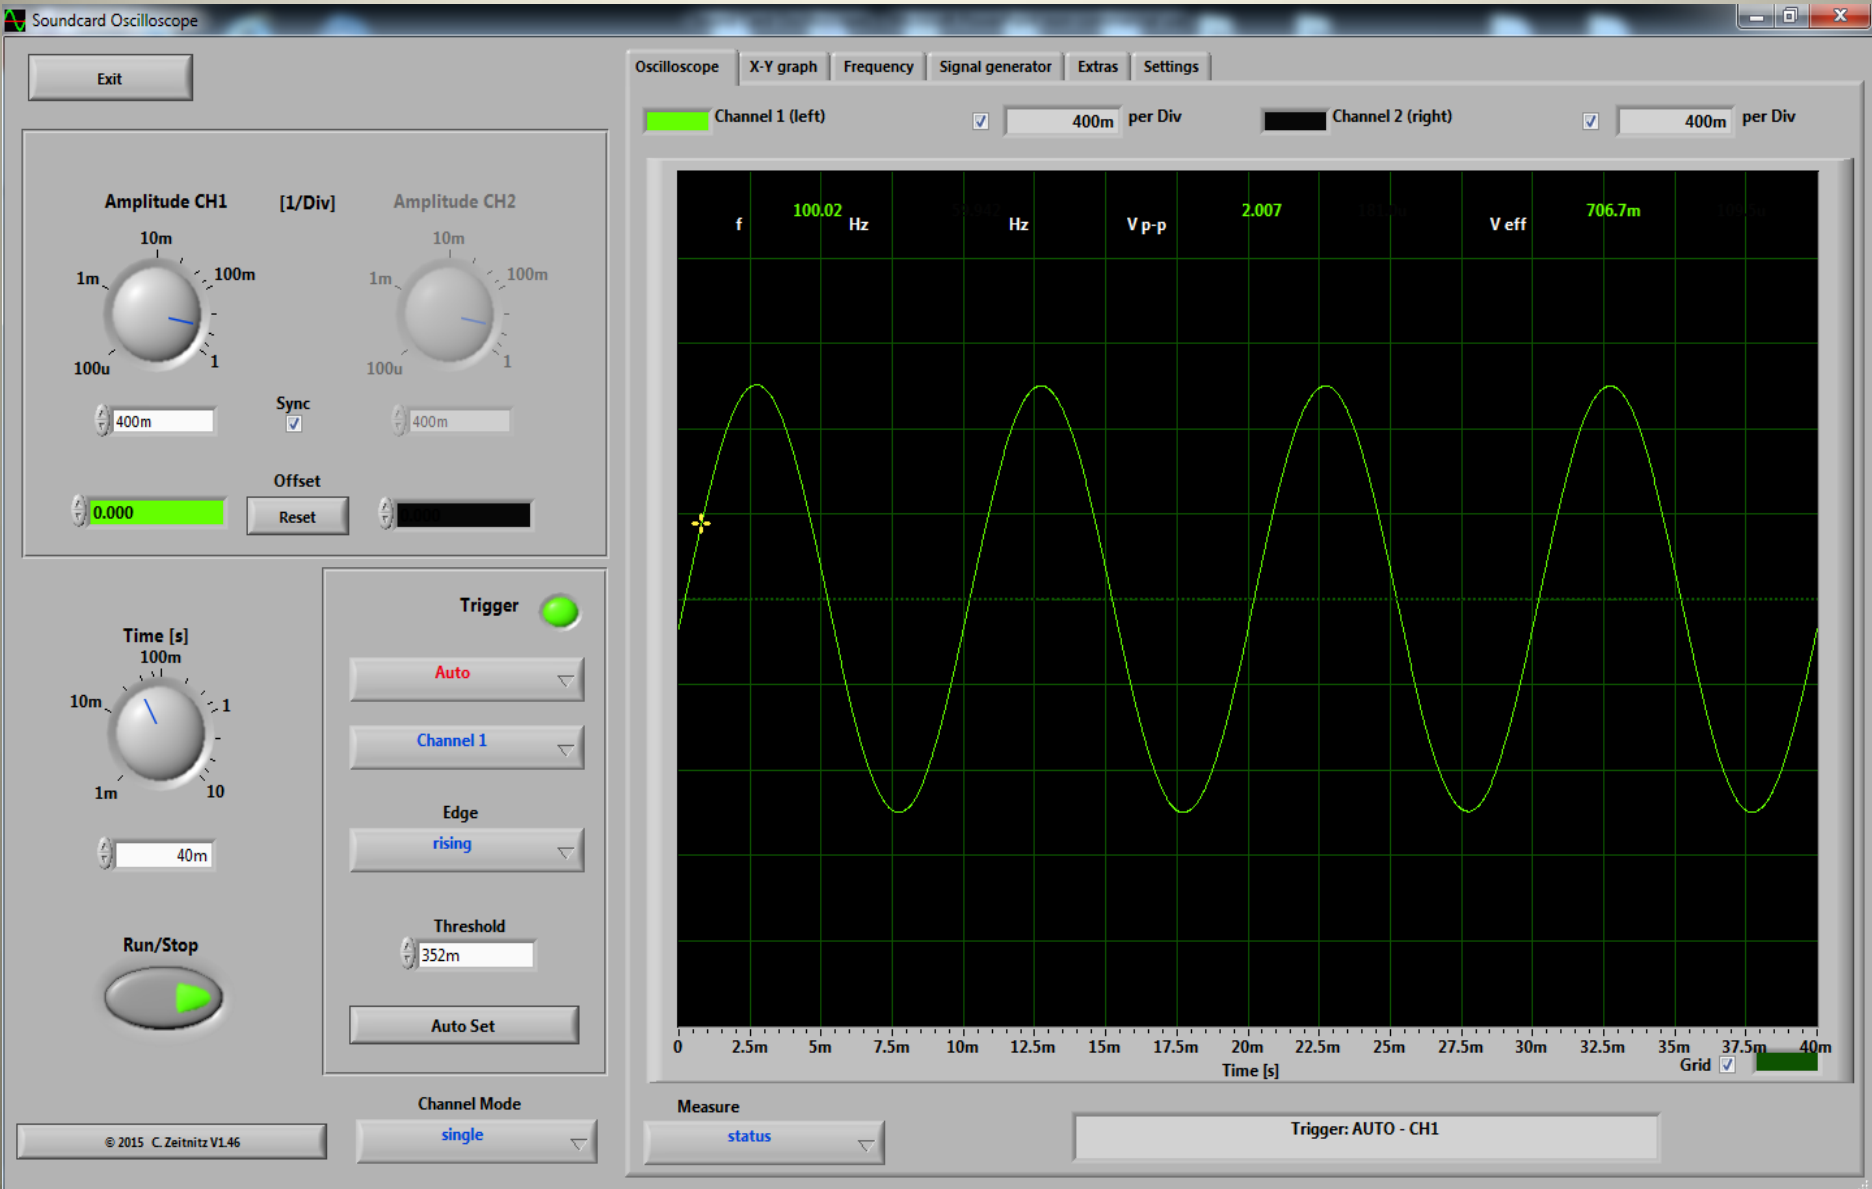 Soundcard Oscilloscope
Exit
Amplitude CH1 [1/Div] Amplitude CH2
10m
1m
100m
100u
1
10m
1m
100m
100u
1
400m
Sync
400m
Offset
0.000
Reset
0.000
Time [s]
100m
10m
1
1m
10
40m
Run/Stop
Trigger
Auto
Channel 1
Edge
rising
Threshold
352m
Auto Set
Channel Mode
single
© 2015 C. Zeitnitz V1.46
Oscilloscope X-Y graph Frequency Signal generator Extras Settings
Channel 1 (left) 400m per Div Channel 2 (right) 400m per Div
f 100.02 Hz Hz V p-p 2.007 V eff 706.7m
0 2.5m 5m 7.5m 10m 12.5m 15m 17.5m 20m 22.5m 25m 27.5m 30m 32.5m 35m 37.5m 40m
Time [s]
Grid
Measure
status
Trigger: AUTO - CH1